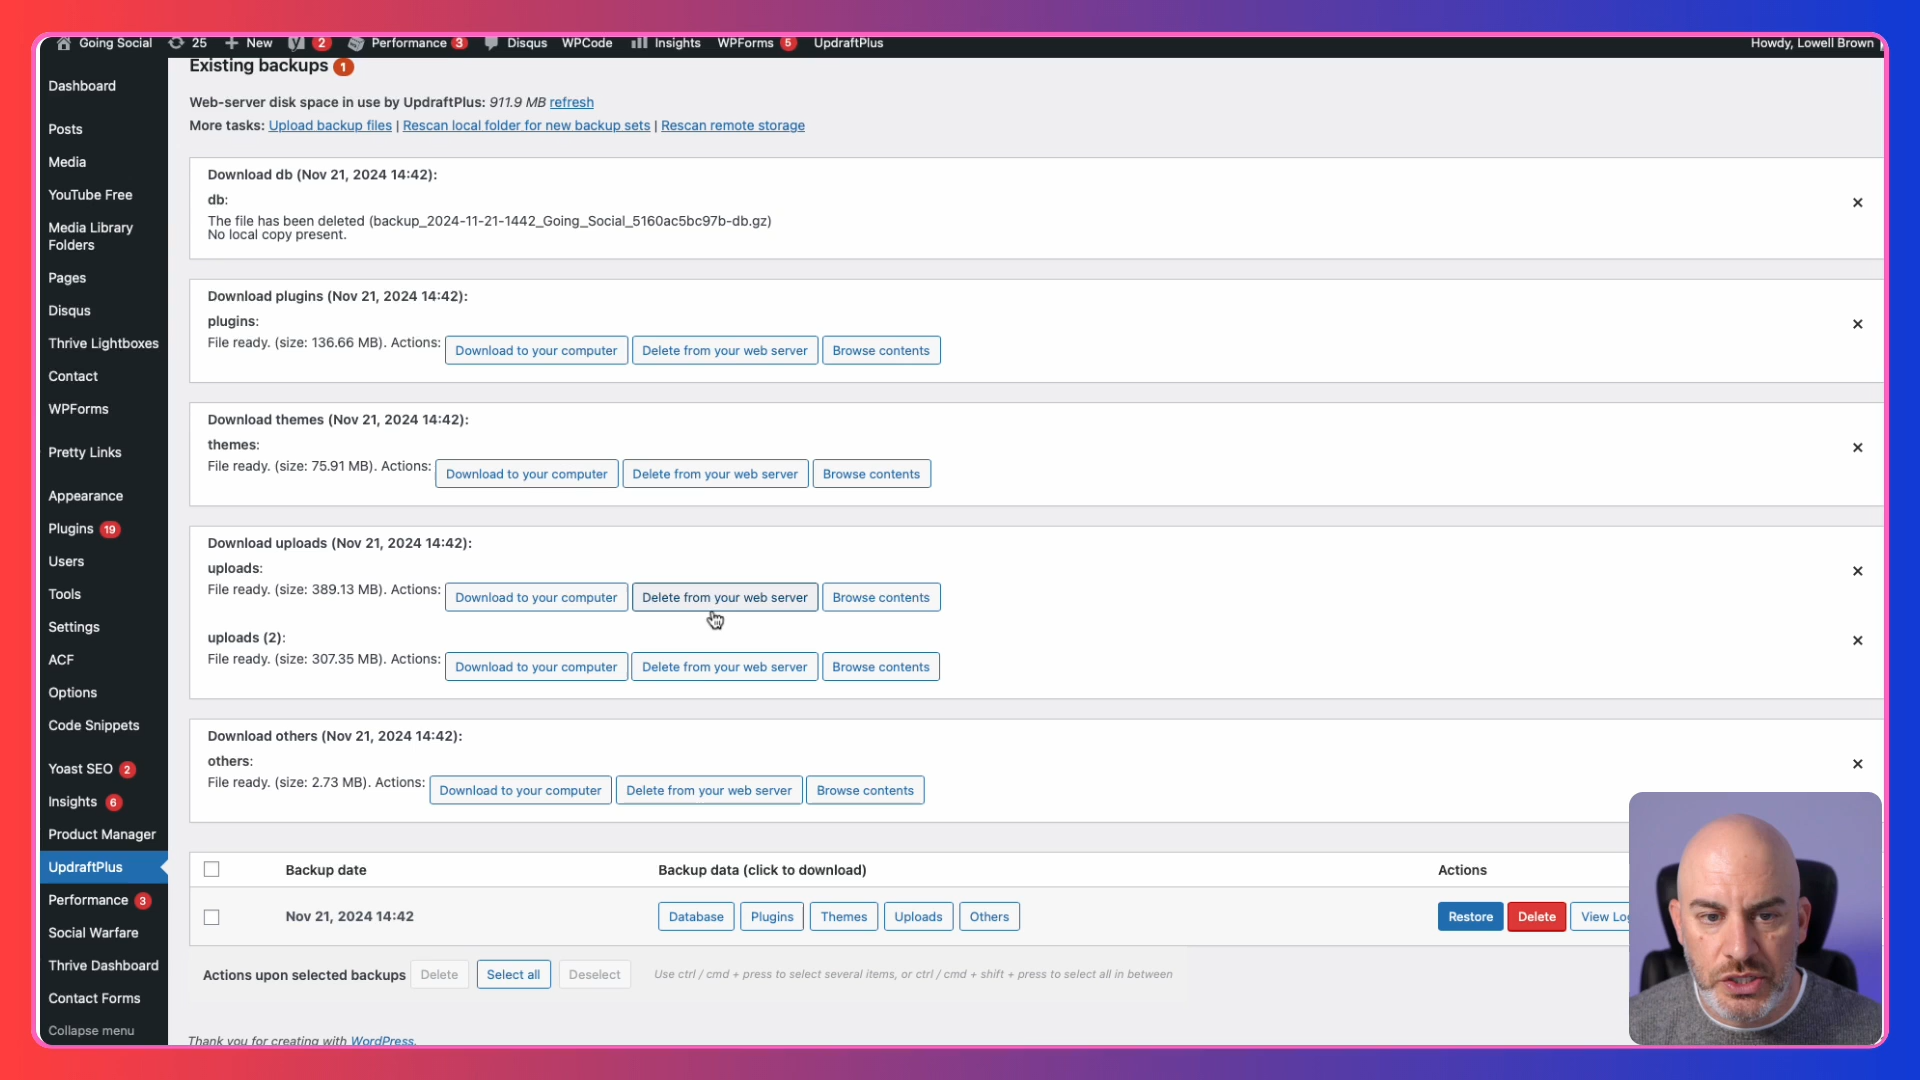 Going Social 25 New 2 Performance 3 Disqus WPCode Insights WPForms 5 UpdraftPlus Howdy, Lowell Brown
Dashboard
Posts
Media
YouTube Free
Media Library
Folders
Pages
Disqus
Thrive Lightboxes
Contact
WPForms
Pretty Links
Appearance
Plugins 19
Users
Tools
Settings
ACF
Options
Code Snippets
Yoast SEO 2
Insights 6
Product Manager
UpdraftPlus
Performance 3
Social Warfare
Thrive Dashboard
Contact Forms
Collapse menu
Existing backups 1
Web-server disk space in use by UpdraftPlus: 911.9 MB refresh
More tasks: Upload backup files | Rescan local folder for new backup sets | Rescan remote storage
Download db (Nov 21, 2024 14:42):
db:
The file has been deleted (backup_2024-11-21-1442_Going_Social_5160ac5bc97b-db.gz)
No local copy present.
Download plugins (Nov 21, 2024 14:42):
plugins:
File ready. (size: 136.66 MB). Actions: Download to your computer Delete from your web server Browse contents
Download themes (Nov 21, 2024 14:42):
themes:
File ready. (size: 75.91 MB). Actions: Download to your computer Delete from your web server Browse contents
Download uploads (Nov 21, 2024 14:42):
uploads:
File ready. (size: 389.13 MB). Actions: Download to your computer Delete from your web server Browse contents
uploads (2):
File ready. (size: 307.35 MB). Actions: Download to your computer Delete from your web server Browse contents
Download others (Nov 21, 2024 14:42):
others:
File ready. (size: 2.73 MB). Actions: Download to your computer Delete from your web server Browse contents
Backup date Backup data (click to download) Actions
Nov 21, 2024 14:42 Database Plugins Themes Uploads Others Restore Delete View Lo
Actions upon selected backups Delete Select all Deselect Use ctrl / cmd + press to select several items, or ctrl / cmd + shift + press to select all in between
Thank you for creating with WordPress.